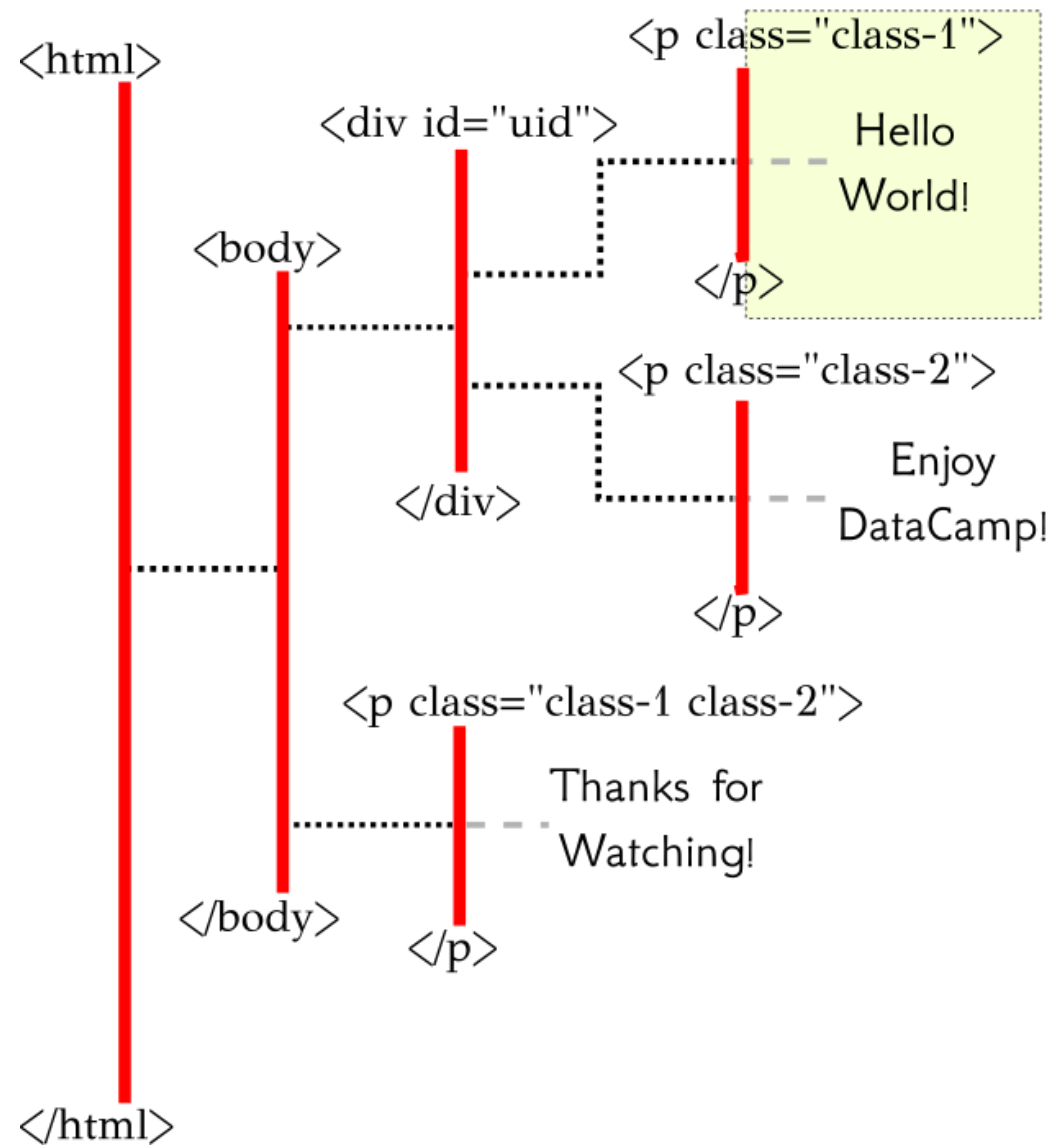 <html>
<body>
<div id="uid">
<p class="class-1">
Hello
World!
</p>
<p class="class-2">
Enjoy
DataCamp!
</p>
</div>
<p class="class-1 class-2">
Thanks for
Watching!
</p>
</body>
</html>